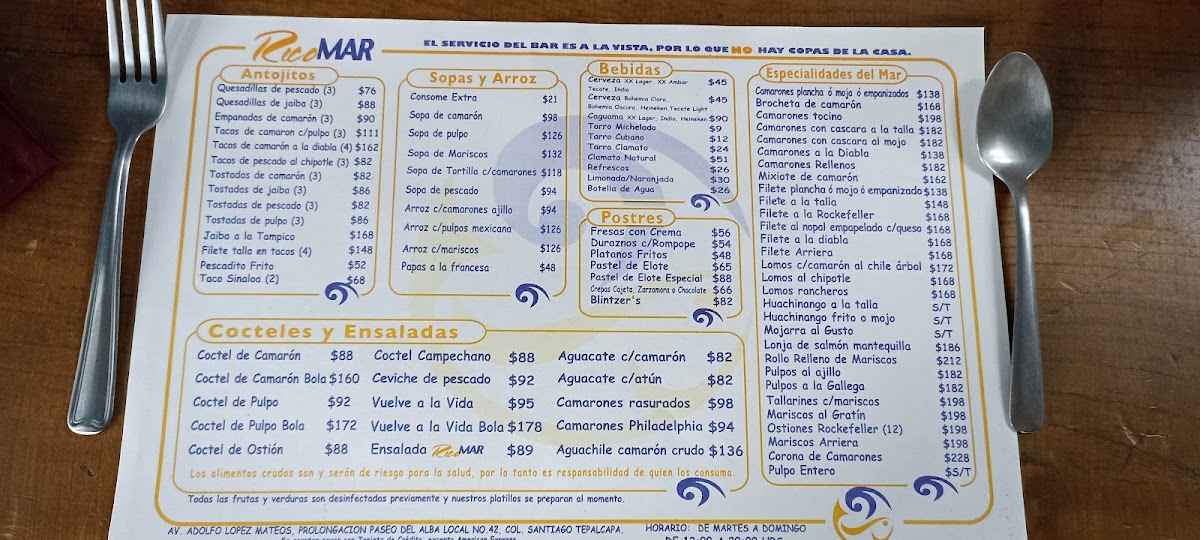 RicoMAR
EL SERVICIO DEL BAR ES A LA VISTA, POR LO QUE NO HAY COPAS DE LA CASA.
Antojitos
Quesadillas de pescado (3) $76
Quesadillas de jaiba (3) $88
Empanadas de camarón (3) $90
Tacos de camaron c/pulpo (3) $111
Tacos de camarón a la diabla (4) $162
Tacos de pescado al chipotle (3) $82
Tostadas de camarón (3) $82
Tostadas de jaiba (3) $86
Tostadas de pescado (3) $82
Tostadas de pulpo (3) $86
Jaiba a la Tampico $168
Filete talla en tacos (4) $148
Pescadito Frito $52
Taco Sinaloa (2) $68
Sopas y Arroz
Consome Extra $21
Sopa de camarón $98
Sopa de pulpo $126
Sopa de Mariscos $132
Sopa de Tortilla c/camarones $118
Sopa de pescado $94
Arroz c/camarones ajillo $94
Arroz c/pulpos mexicana $126
Arroz c/mariscos $126
Papas a la francesa $48
Bebidas
Cerveza XX Lager, XX Ambar $45
Tecate, Indio
Cerveza Bohemia Clara, $45
Bohemia Oscura, Heineken, Tecate Light
Caguama XX Lager, Indio, Heineken $90
Tarro Michelado $9
Tarro Cubano $12
Tarro Clamato $24
Clamato Natural $51
Refrescos $26
Limonada/Naranjada $30
Botella de Agua $26
Postres
Fresas con Crema $56
Duraznos c/Rompope $54
Platanos Fritos $48
Pastel de Elote $65
Pastel de Elote Especial $88
Crepas Cajeta, Zarzamora o Chocolate $66
Blintzer's $82
Especialidades del Mar
Camarones plancha ó mojo ó empanizados $138
Brocheta de camarón $168
Camarones tocino $198
Camarones con cascara a la talla $182
Camarones con cascara al mojo $182
Camarones a la Diabla $138
Camarones Rellenos $182
Mixiote de camarón $162
Filete plancha ó mojo ó empanizado $138
Filete a la talla $148
Filete a la Rockefeller $168
Filete al nopal empapelado c/queso $168
Filete a la diabla $168
Filete Arriera $168
Lomos c/camarón al chile árbol $172
Lomos al chipotle $168
Lomos rancheros $168
Huachinango a la talla S/T
Huachinango frito o mojo S/T
Mojarra al Gusto S/T
Lonja de salmón mantequilla $186
Rollo Relleno de Mariscos $212
Pulpos al ajillo $182
Pulpos a la Gallega $182
Tallarines c/mariscos $198
Mariscos al Gratín $198
Ostiones Rockefeller (12) $198
Mariscos Arriera $198
Corona de Camarones $228
Pulpo Entero $S/T
Cocteles y Ensaladas
Coctel de Camarón $88
Coctel de Camarón Bola $160
Coctel de Pulpo $92
Coctel de Pulpo Bola $172
Coctel de Ostión $88
Coctel Campechano $88
Ceviche de pescado $92
Vuelve a la Vida $95
Vuelve a la Vida Bola $178
Ensalada RicoMAR $89
Aguacate c/camarón $82
Aguacate c/atún $82
Camarones rasurados $98
Camarones Philadelphia $94
Aguachile camarón crudo $136
Los alimentos crudos son y serán de riesgo para la salud, por lo tanto es responsabilidad de quien los consuma.
Todas las frutas y verduras son desinfectadas previamente y nuestros platillos se preparan al momento.
AV. ADOLFO LOPEZ MATEOS, PROLONGACION PASEO DEL ALBA LOCAL NO.42, COL. SANTIAGO TEPALCAPA.
Se aceptan pagos con Tarjeta de Crédito, excepto American Express
HORARIO: DE MARTES A DOMINGO
DE 12:00 A 20:00 HRS.